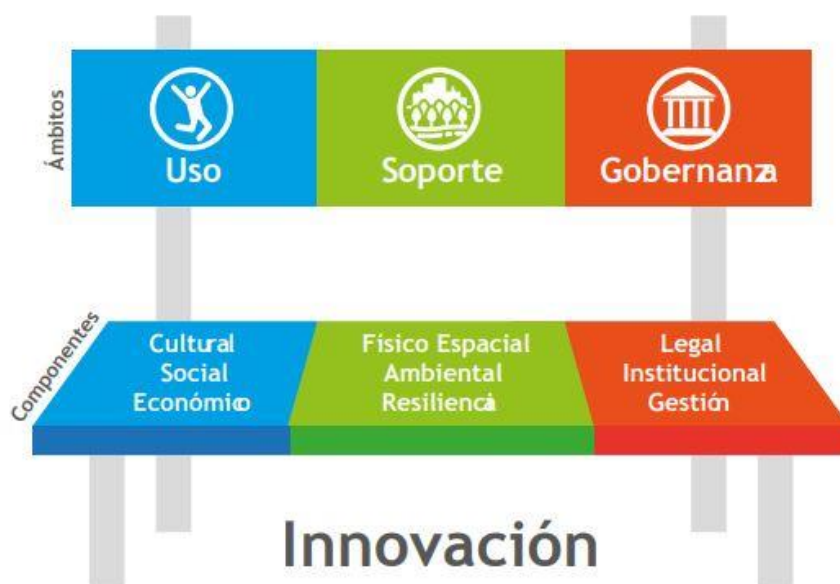 Ámbitos
Uso
Soporte
Gobernanza
Componentes
Cultural
Social
Económico
Físico Espacial
Ambiental
Resiliencia
Legal
Institucional
Gestión
Innovación